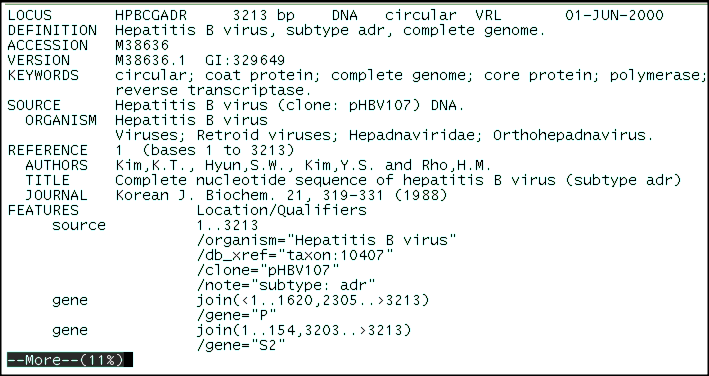 LOCUS       HPBCGADR     3213 bp    DNA   circular  VRL       01-JUN-2000
DEFINITION  Hepatitis B virus, subtype adr, complete genome.
ACCESSION   M38636
VERSION     M38636.1  GI:329649
KEYWORDS    circular; coat protein; complete genome; core protein; polymerase;
            reverse transcriptase.
SOURCE      Hepatitis B virus (clone: pHBV107) DNA.
  ORGANISM  Hepatitis B virus
            Viruses; Retroid viruses; Hepadnaviridae; Orthohepadnavirus.
REFERENCE   1  (bases 1 to 3213)
  AUTHORS   Kim,K.T., Hyun,S.W., Kim,Y.S. and Rho,H.M.
  TITLE     Complete nucleotide sequence of hepatitis B virus (subtype adr)
  JOURNAL   Korean J. Biochem. 21, 319-331 (1988)
FEATURES             Location/Qualifiers
     source          1..3213
                     /organism="Hepatitis B virus"
                     /db_xref="taxon:10407"
                     /clone="pHBV107"
                     /note="subtype: adr"
     gene            join(<1..1620,2305..>3213)
                     /gene="P"
     gene            join(1..154,3203..>3213)
                     /gene="S2"
--More--(11%)